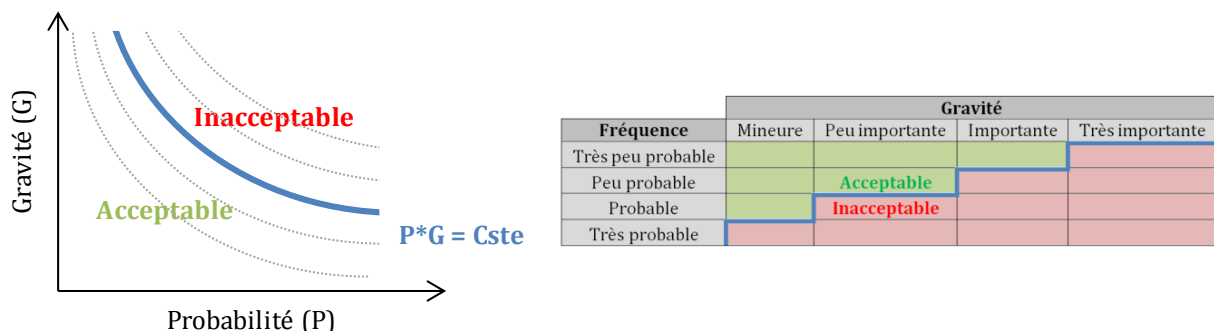 Gravité (G)
Inacceptable
Acceptable
P*G = Cste
Probabilité (P)
Gravité
Fréquence Mineure Peu importante Importante Très importante
Très peu probable
Peu probable Acceptable
Probable Inacceptable
Très probable